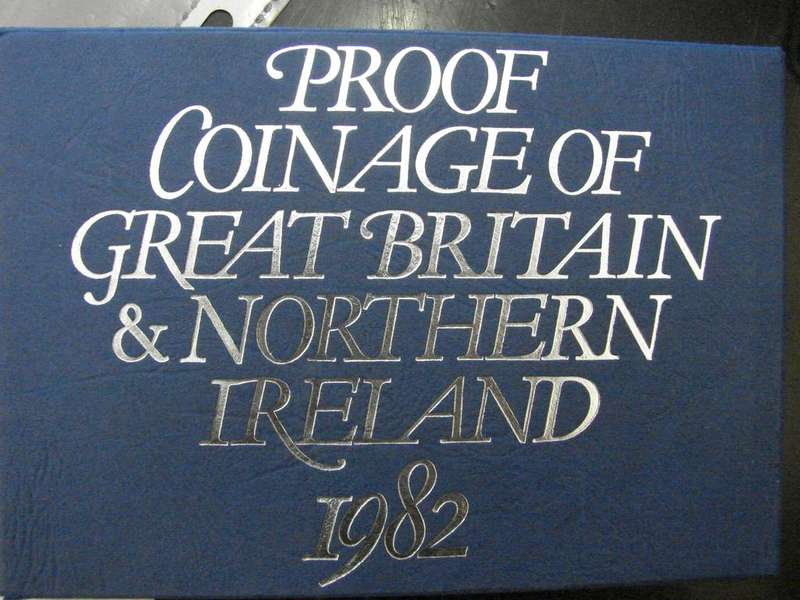 PROOF
COINAGE OF
GREAT BRITAIN
& NORTHERN
IRELAND
1982